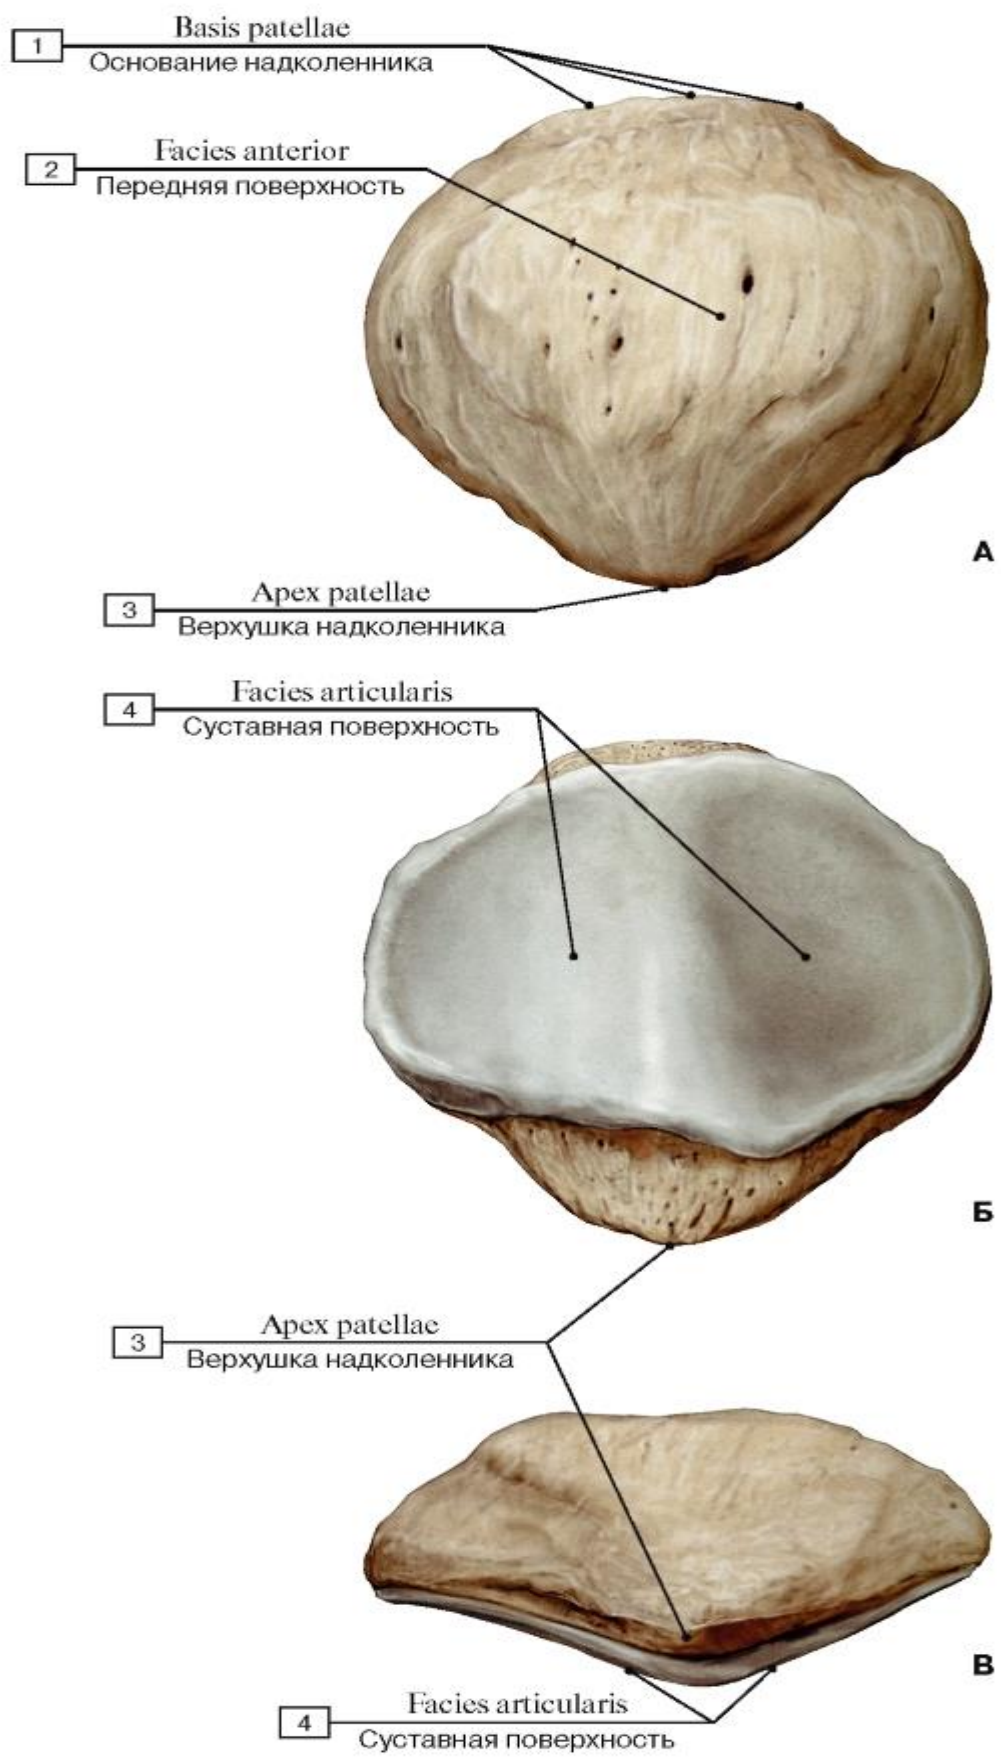 1
Basis patellae
Основание надколенника
2
Facies anterior
Передняя поверхность
А
3
Apex patellae
Верхушка надколенника
4
Facies articularis
Суставная поверхность
Б
3
Apex patellae
Верхушка надколенника
В
4
Facies articularis
Суставная поверхность